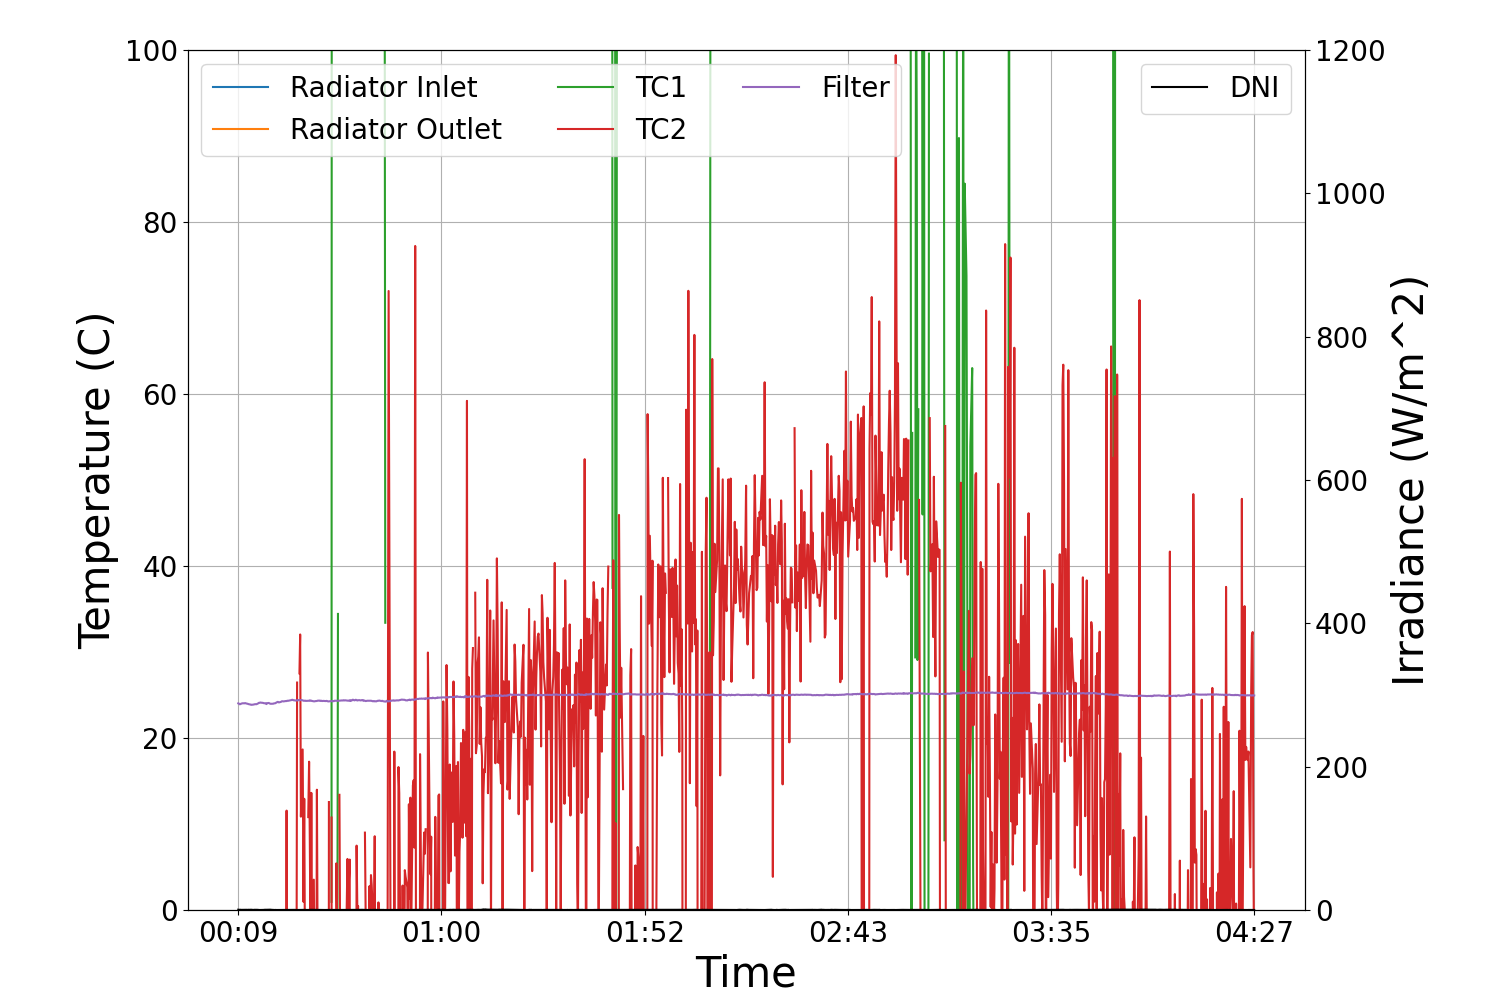 100
80
60
40
20
0
1200
1000
800
600
400
200
0
Radiator Inlet
Radiator Outlet
TC1
TC2
Filter
DNI
Temperature (C)
Irradiance (W/m^2)
00:09
01:00
01:52
02:43
03:35
04:27
Time